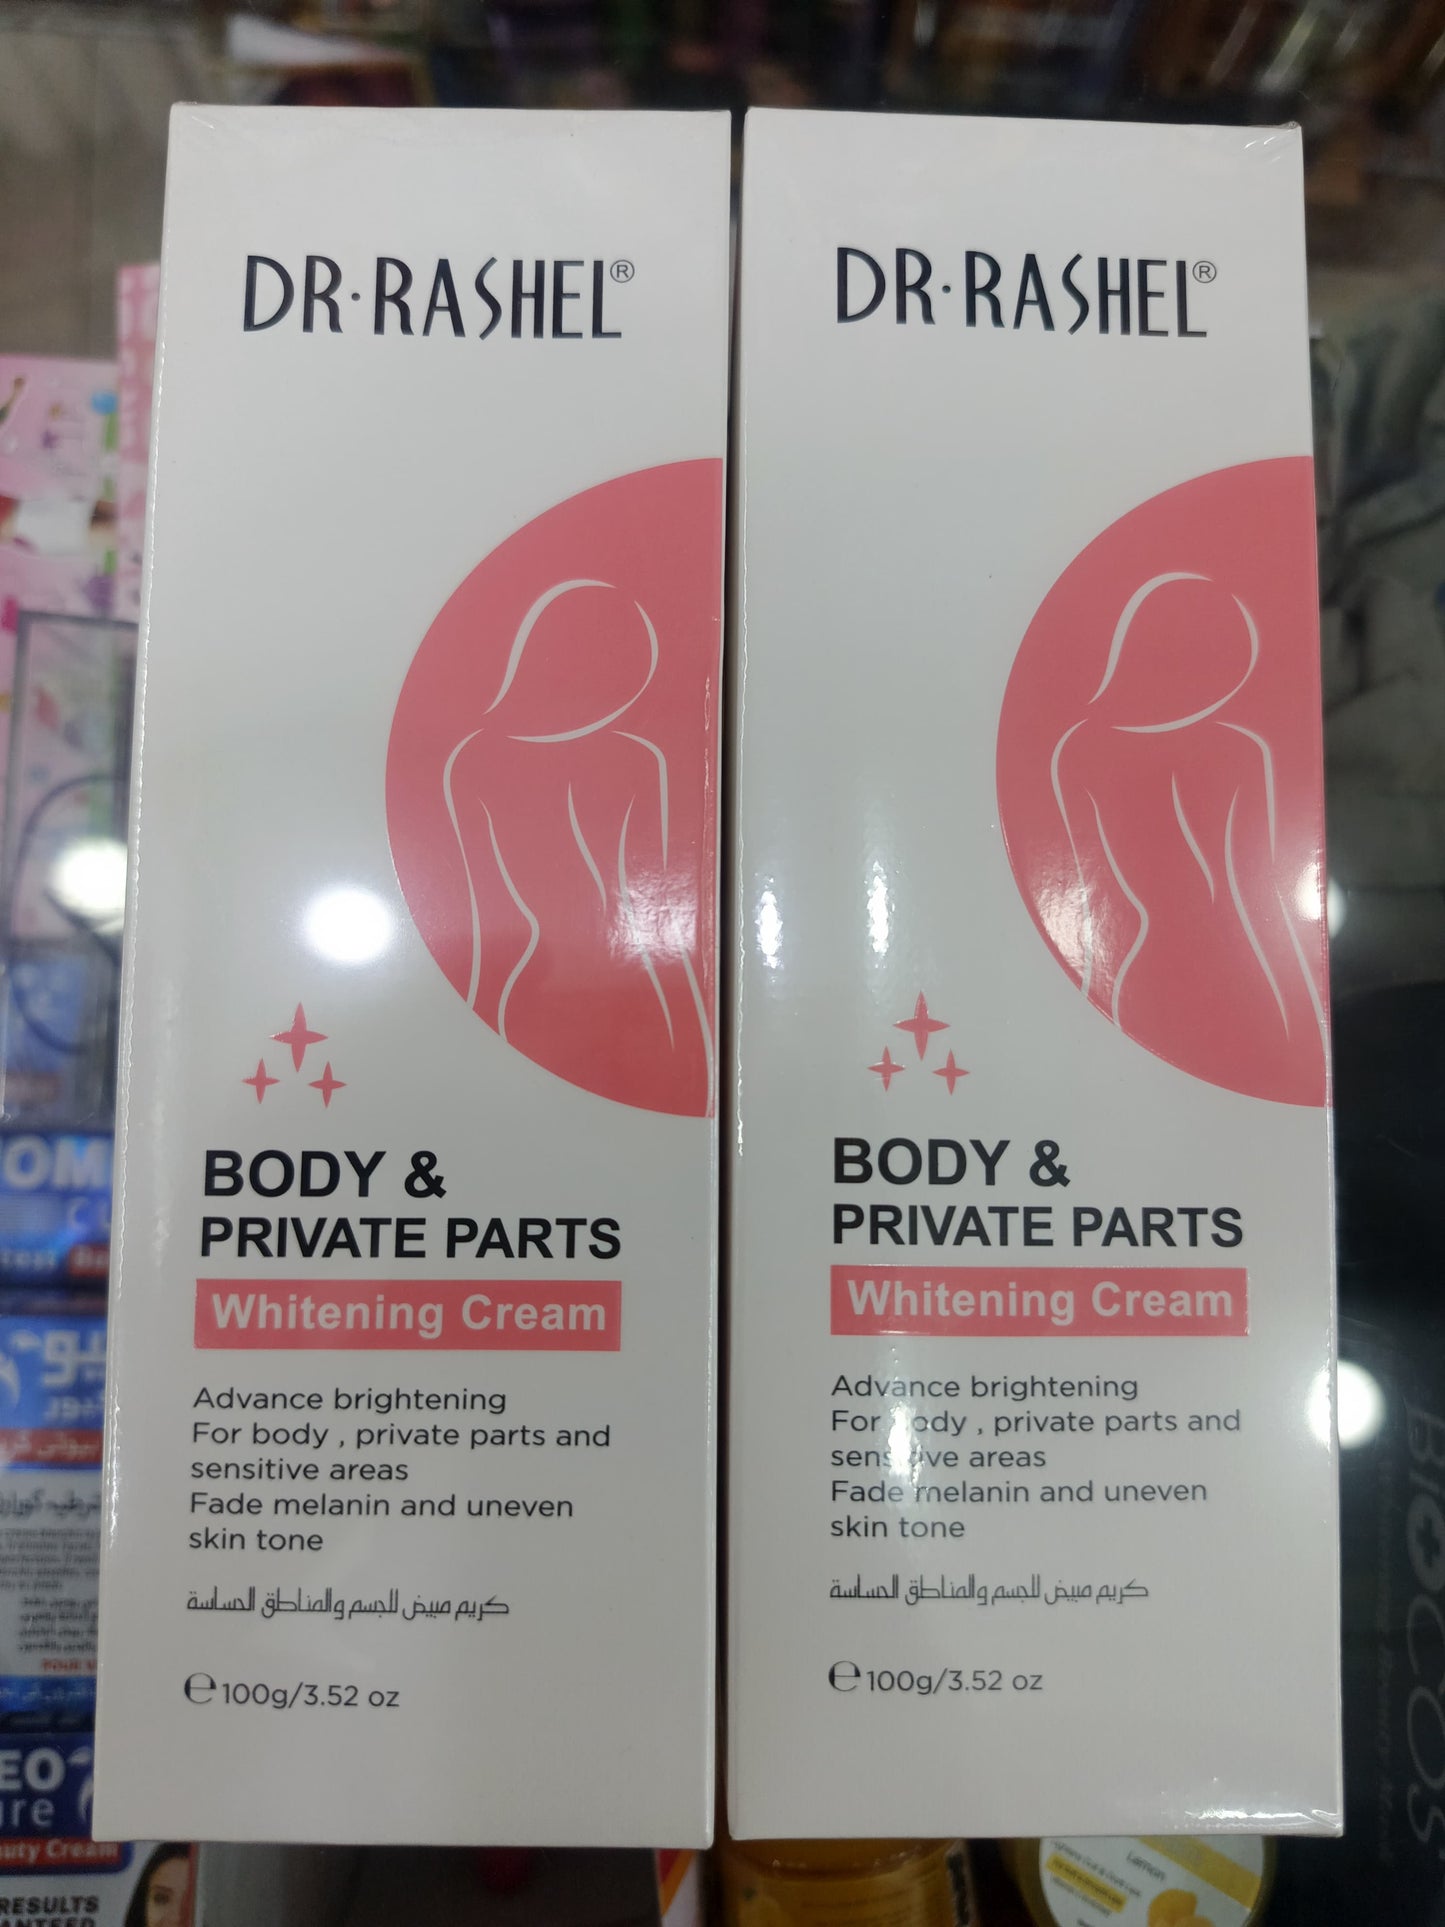 DR·RASHEL®
BODY &
PRIVATE PARTS
Whitening Cream
Advance brightening
For body , private parts and
sensitive areas
Fade melanin and uneven
skin tone
كريم مبيض للجسم والمناطق الحساسة
℮100g/3.52 oz
DR·RASHEL®
BODY &
PRIVATE PARTS
Whitening Cream
Advance brightening
For body , private parts and
sensitive areas
Fade melanin and uneven
skin tone
كريم مبيض للجسم والمناطق الحساسة
℮100g/3.52 oz
RESULTS
Lemon